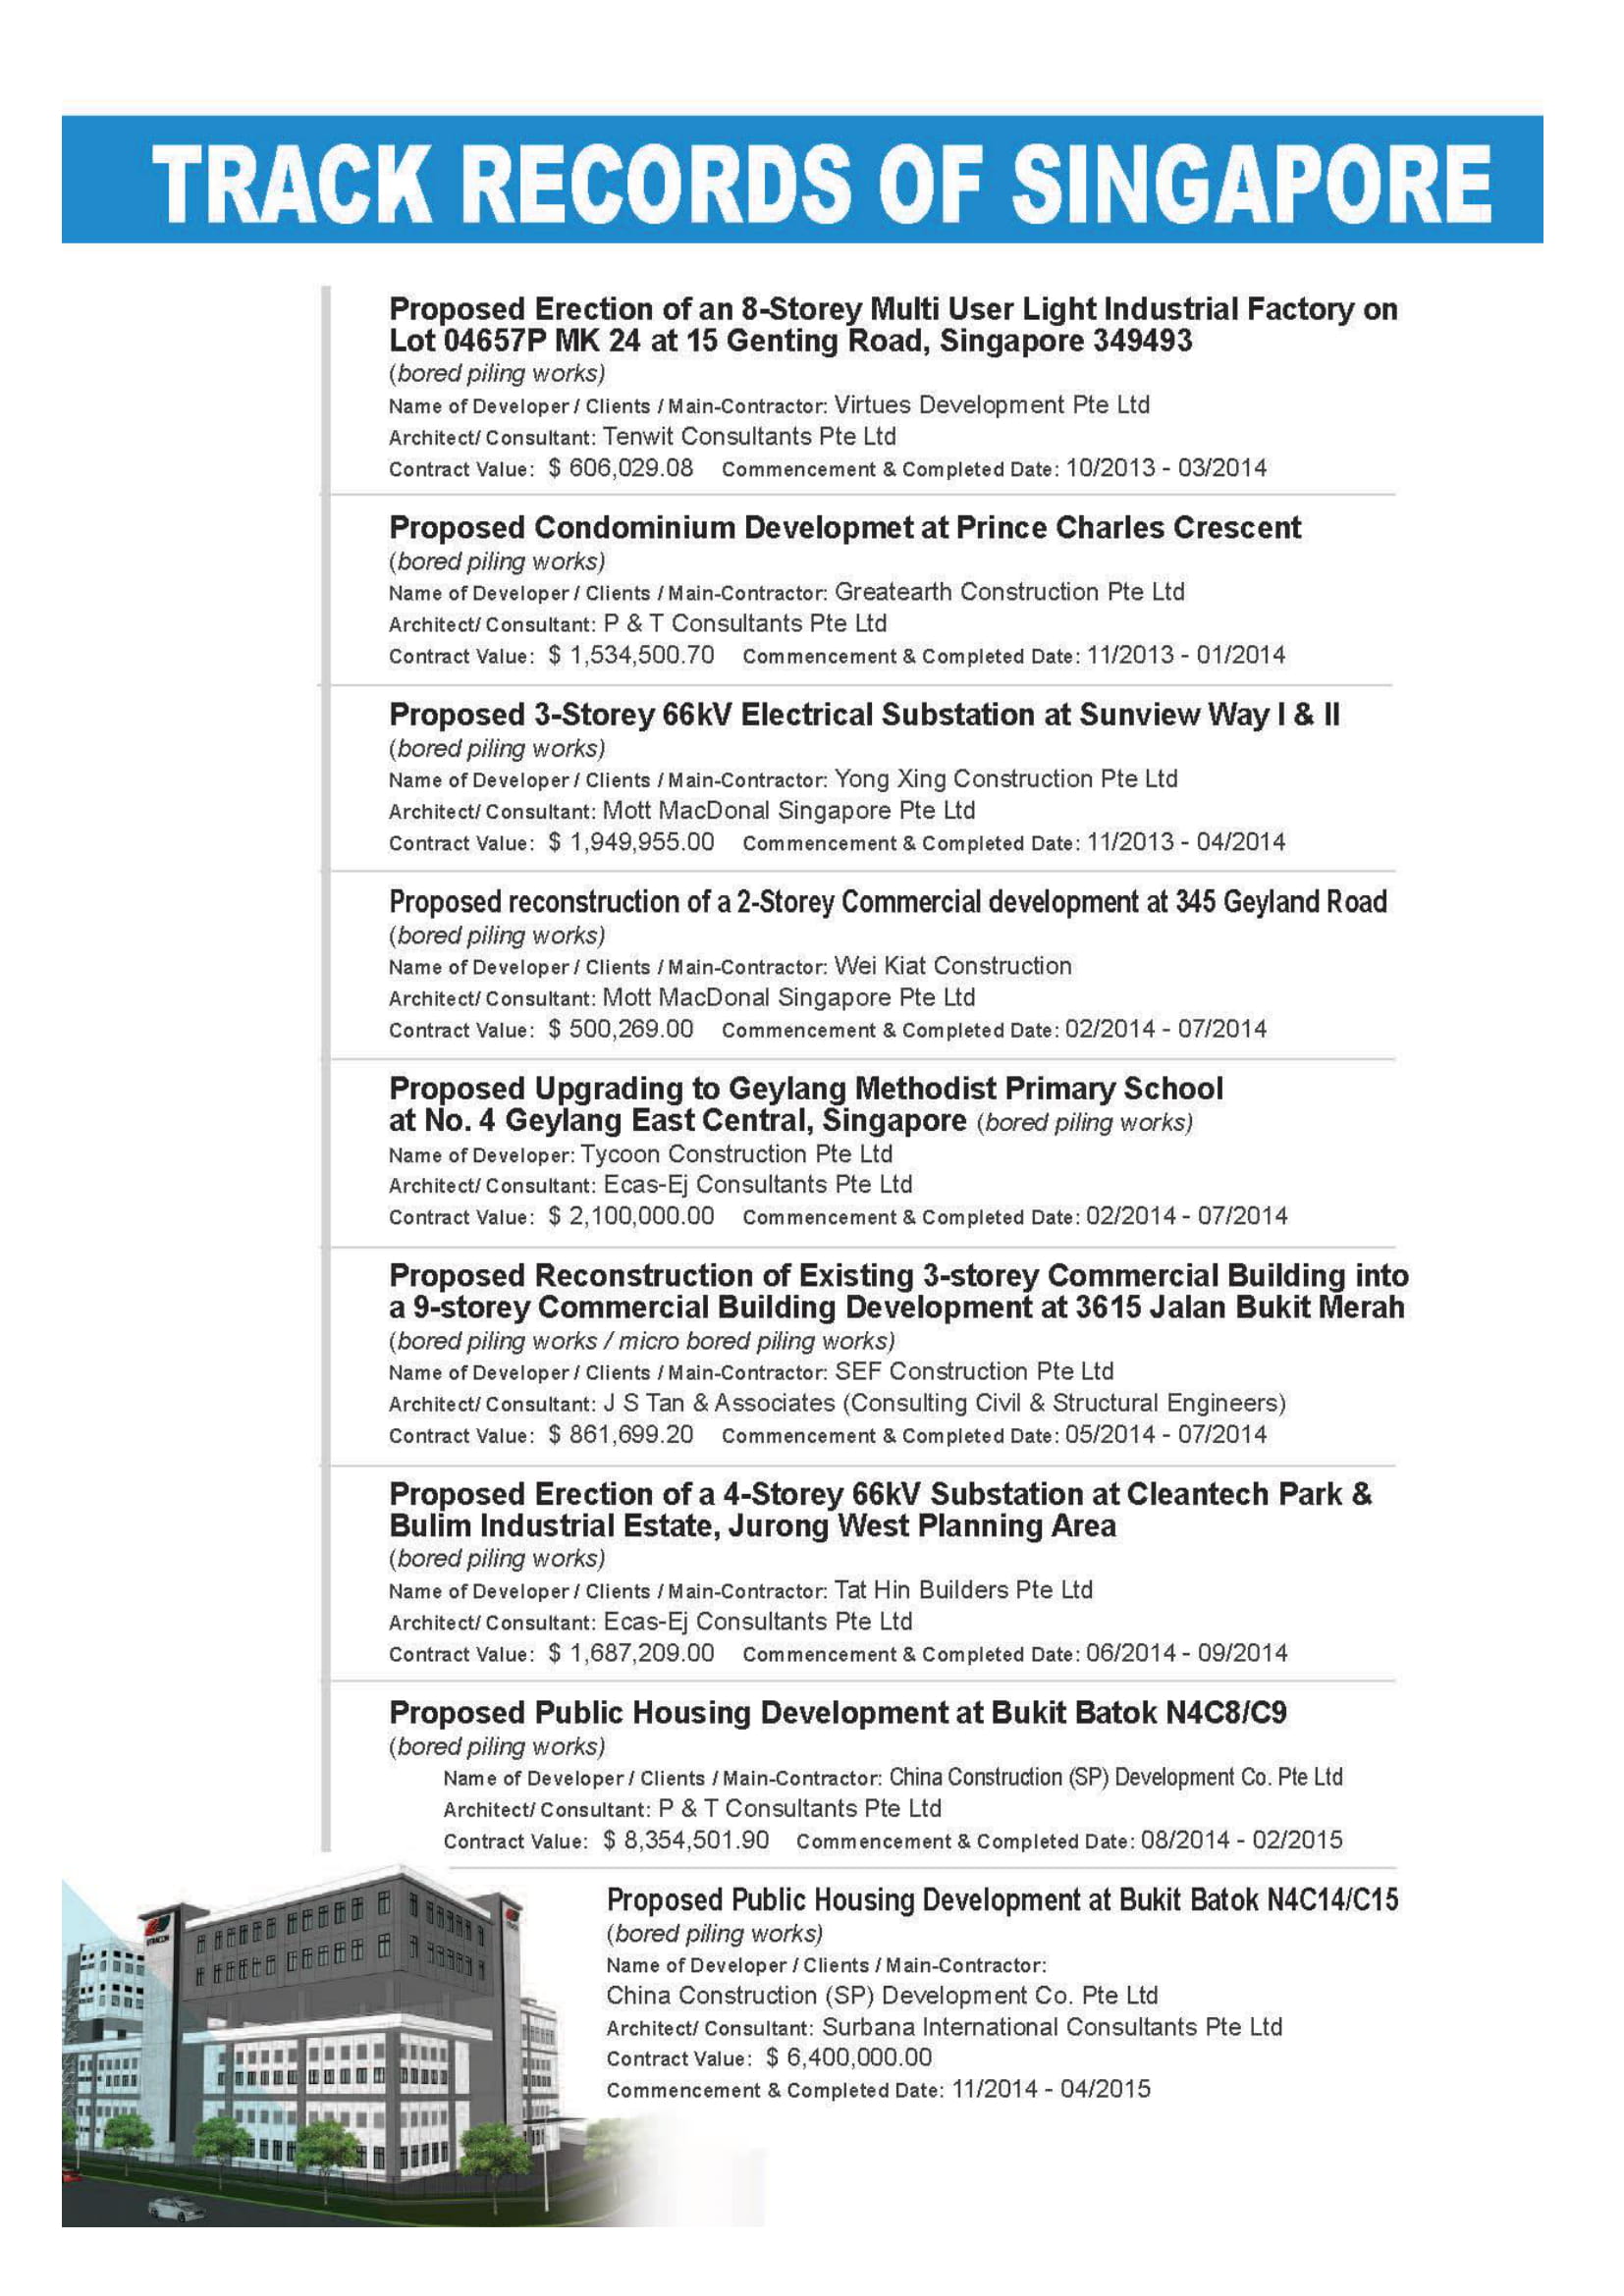 TRACK RECORDS OF SINGAPORE
Proposed Erection of an 8-Storey Multi User Light Industrial Factory on
Lot 04657P MK 24 at 15 Genting Road, Singapore 349493
(bored piling works)
Name of Developer / Clients / Main-Contractor: Virtues Development Pte Ltd
Architect/ Consultant: Tenwit Consultants Pte Ltd
Contract Value: $ 606,029.08 Commencement & Completed Date: 10/2013 - 03/2014
Proposed Condominium Developmet at Prince Charles Crescent
(bored piling works)
Name of Developer / Clients / Main-Contractor: Greatearth Construction Pte Ltd
Architect/ Consultant: P & T Consultants Pte Ltd
Contract Value: $ 1,534,500.70 Commencement & Completed Date: 11/2013 - 01/2014
Proposed 3-Storey 66kV Electrical Substation at Sunview Way I & II
(bored piling works)
Name of Developer / Clients / Main-Contractor: Yong Xing Construction Pte Ltd
Architect/ Consultant: Mott MacDonal Singapore Pte Ltd
Contract Value: $ 1,949,955.00 Commencement & Completed Date: 11/2013 - 04/2014
Proposed reconstruction of a 2-Storey Commercial development at 345 Geyland Road
(bored piling works)
Name of Developer / Clients / Main-Contractor: Wei Kiat Construction
Architect/ Consultant: Mott MacDonal Singapore Pte Ltd
Contract Value: $ 500,269.00 Commencement & Completed Date: 02/2014 - 07/2014
Proposed Upgrading to Geylang Methodist Primary School
at No. 4 Geylang East Central, Singapore (bored piling works)
Name of Developer: Tycoon Construction Pte Ltd
Architect/ Consultant: Ecas-Ej Consultants Pte Ltd
Contract Value: $ 2,100,000.00 Commencement & Completed Date: 02/2014 - 07/2014
Proposed Reconstruction of Existing 3-storey Commercial Building into
a 9-storey Commercial Building Development at 3615 Jalan Bukit Merah
(bored piling works / micro bored piling works)
Name of Developer / Clients / Main-Contractor: SEF Construction Pte Ltd
Architect/ Consultant: J S Tan & Associates (Consulting Civil & Structural Engineers)
Contract Value: $ 861,699.20 Commencement & Completed Date: 05/2014 - 07/2014
Proposed Erection of a 4-Storey 66kV Substation at Cleantech Park &
Bulim Industrial Estate, Jurong West Planning Area
(bored piling works)
Name of Developer / Clients / Main-Contractor: Tat Hin Builders Pte Ltd
Architect/ Consultant: Ecas-Ej Consultants Pte Ltd
Contract Value: $ 1,687,209.00 Commencement & Completed Date: 06/2014 - 09/2014
Proposed Public Housing Development at Bukit Batok N4C8/C9
(bored piling works)
Name of Developer / Clients / Main-Contractor: China Construction (SP) Development Co. Pte Ltd
Architect/ Consultant: P & T Consultants Pte Ltd
Contract Value: $ 8,354,501.90 Commencement & Completed Date: 08/2014 - 02/2015
Proposed Public Housing Development at Bukit Batok N4C14/C15
(bored piling works)
Name of Developer / Clients / Main-Contractor:
China Construction (SP) Development Co. Pte Ltd
Architect/ Consultant: Surbana International Consultants Pte Ltd
Contract Value: $ 6,400,000.00
Commencement & Completed Date: 11/2014 - 04/2015